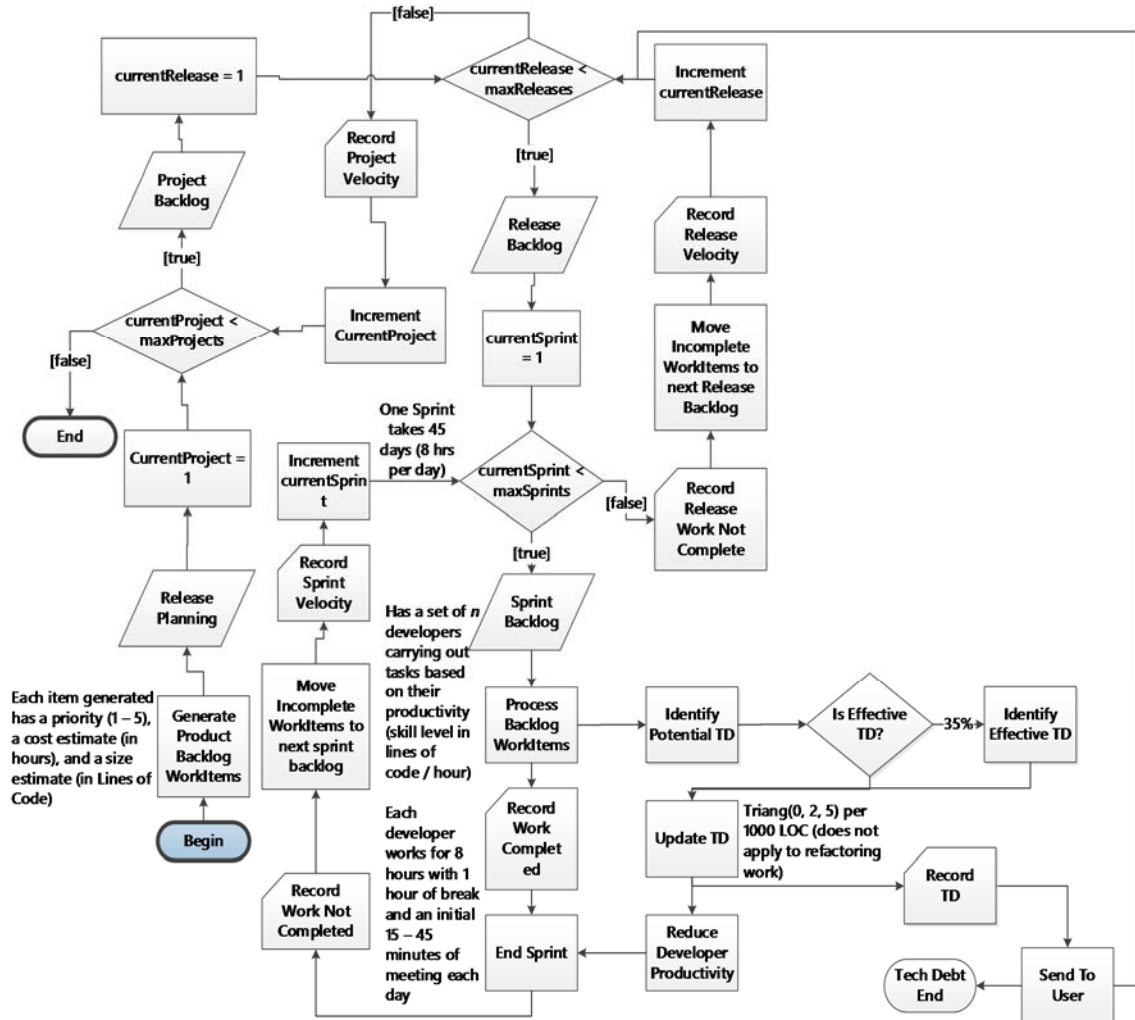 [false]
currentRelease = 1
currentRelease <
maxReleases
Increment
currentRelease
Record
Project
Velocity
[true]
Project
Backlog
Release
Backlog
Record
Release
Velocity
[true]
currentProject <
maxProjects
Increment
CurrentProject
currentSprint
= 1
Move
Incomplete
WorkItems to
next Release
Backlog
[false]
End
One Sprint
takes 45
days (8 hrs
per day)
CurrentProject =
1
Increment
currentSprin
t
currentSprint <
maxSprints
[false]
Record
Release
Work Not
Complete
[true]
Record
Sprint
Velocity
Release
Planning
Sprint
Backlog
Has a set of n
developers
carrying out
tasks based
on their
productivity
(skill level in
lines of
code / hour)
Each item generated
has a priority (1 – 5),
a cost estimate (in
hours), and a size
estimate (in Lines of
Code)
Generate
Product
Backlog
WorkItems
Move
Incomplete
WorkItems to
next sprint
backlog
Process
Backlog
WorkItems
Identify
Potential TD
Is Effective
TD?
35%
Identify
Effective TD
Begin
Each
developer
works for 8
hours with 1
hour of break
and an initial
15 – 45
minutes of
meeting each
day
Record
Work
Complet
ed
Update TD
Triang(0, 2, 5) per
1000 LOC (does not
apply to refactoring
work)
Record
Work Not
Completed
Record
TD
End Sprint
Reduce
Developer
Productivity
Tech Debt
End
Send To
User